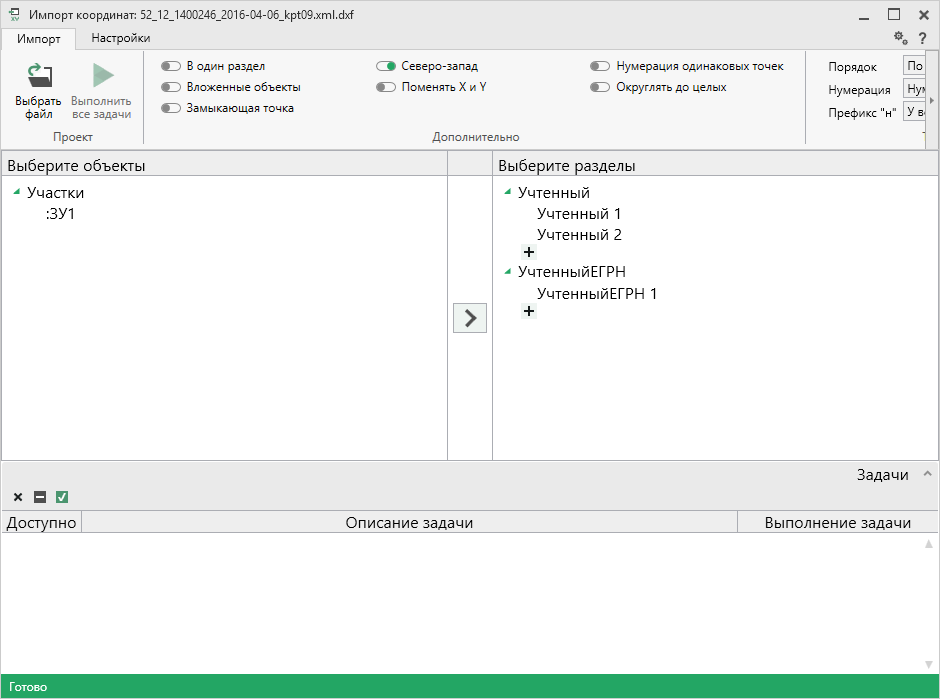 Импорт координат: 52_12_1400246_2016-04-06_kpt09.xml.dxf
Импорт Настройки
?
Выбрать файл
Выполнить все задачи
Проект
В один раздел
Вложенные объекты
Замыкающая точка
Северо-запад
Поменять X и Y
Нумерация одинаковых точек
Округлять до целых
Дополнительно
Порядок По
Нумерация Нум
Префикс "н" У в
Выберите объекты
Участки
:ЗУ1
Выберите разделы
Учтенный
Учтенный 1
Учтенный 2
+
УчтенныйЕГРН
УчтенныйЕГРН 1
+
Задачи
Доступно Описание задачи Выполнение задачи
Готово